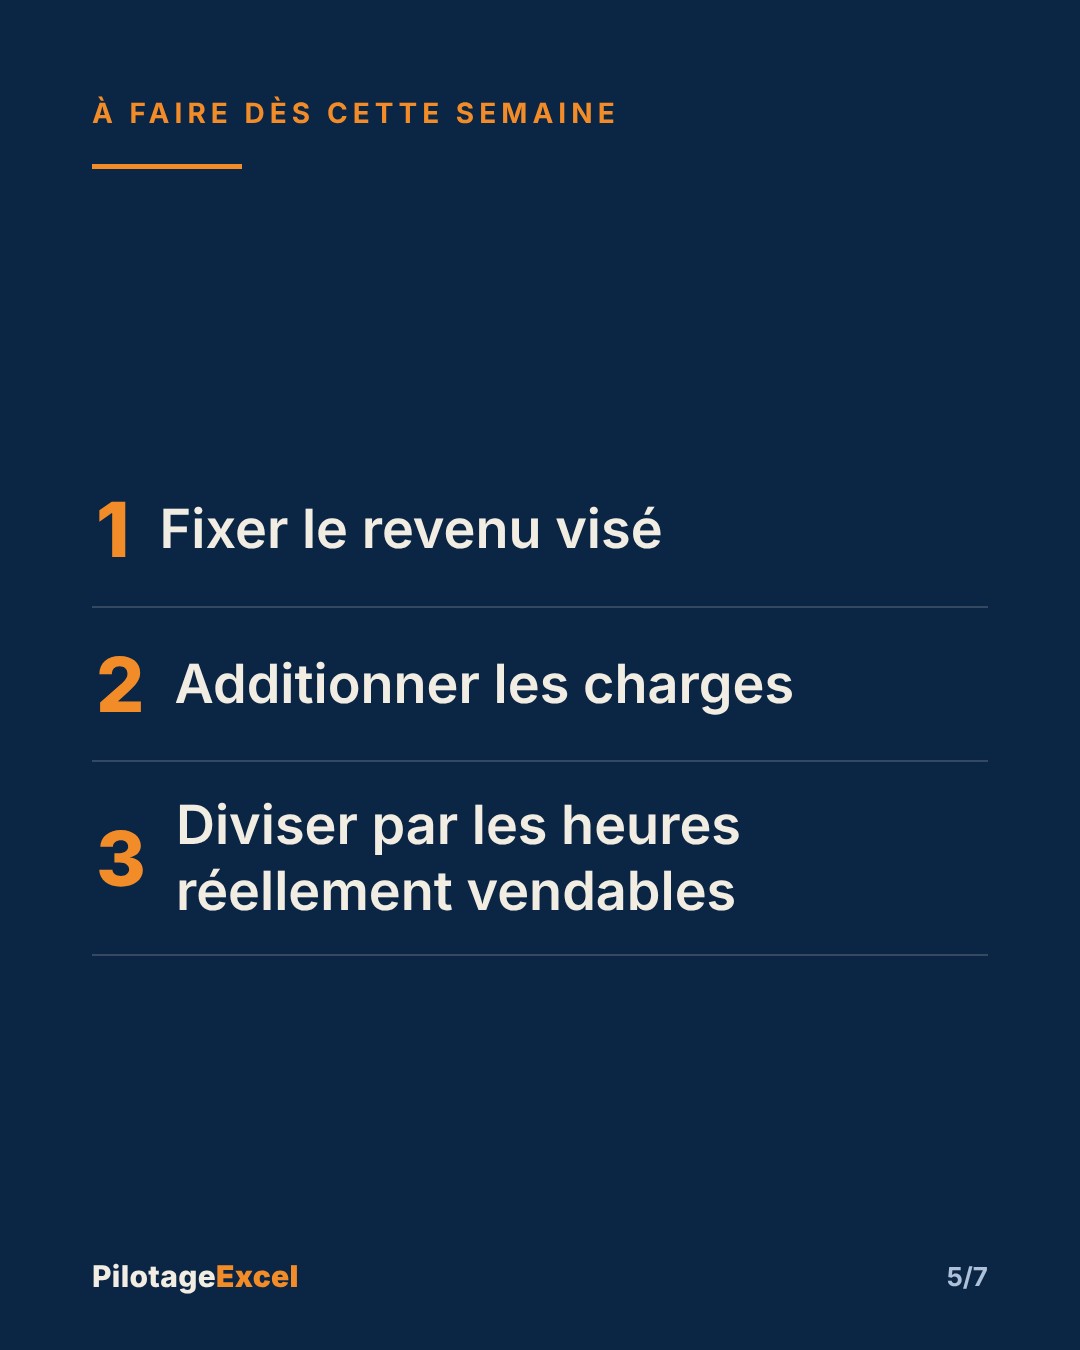 À FAIRE DÈS CETTE SEMAINE
1 Fixer le revenu visé
2 Additionner les charges
3 Diviser par les heures
réellement vendables
PilotageExcel
5/7